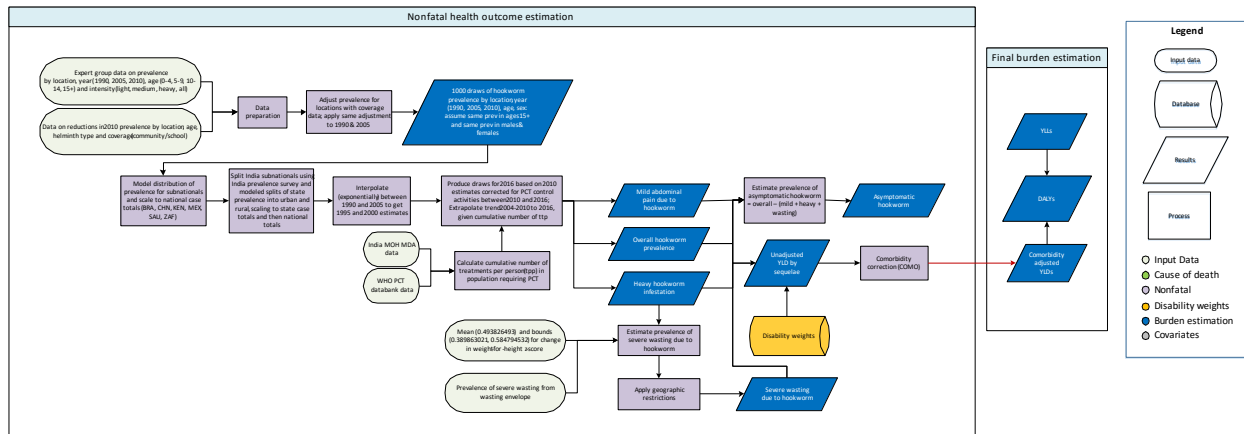 Nonfatal health outcome estimation
Expert group data on prevalence
by location, year(1990, 2005, 2010), age (0-4, 5-9, 10-
14, 15+) and intensity(light, medium, heavy, all)
Data on reductions in2010 prevalence by location, age,
helminth type and coverage(community/school)
Data
preparation
Adjust prevalence for
locations with coverage
data; apply same adjustment
to 1990 & 2005
1000 draws of hookworm
prevalence by location,year
(1990, 2005, 2010), age, sex:
assume same prev in ages15+
and same prev in males&
females
Model distribution of
prevalence for subnationals
and scale to national case
totals (BRA, CHN, KEN, MEX,
SAU, ZAF)
Split India subnationals using
India prevalence survey and
modeled splits of state
prevalence into urban and
rural, scaling to state case
totals and then national
totals
Interpolate
(exponentially) between
1990 and 2005 to get
1995 and 2000 estimates
Produce draws for2016 based on 2010
estimates corrected for PCT control
activities between2010 and 2016;
Extrapolate trend2004-2010 to 2016,
given cumulative number of ttp
India MOH MDA
data
WHO PCT
databank data
Calculate cumulative number of
treatments per person(tpp) in
population requiring PCT
Mild abdominal
pain due to
hookworm
Overall hookworm
prevalence
Heavy hookworm
infestation
Estimate prevalence of
asymptomatichookworm
= overall – (mild + heavy +
wasting)
Asymptomatic
hookworm
Unadjusted
YLD by
sequelae
Comorbidity
correction(COMO)
Disability weights
Mean (0.493826493) and bounds
(0.389863021, 0.584794532) for change
in weightfor-height ascore
Prevalence of severe wasting from
wasting envelope
Estimate prevalence of
severe wasting due to
hookworm
Apply geographic
restrictions
Severe wasting
due to hookworm
Final burden estimation
YLLs
DALYs
Comorbidity
adjusted
YLDs
Legend
Input data
Database
Results
Process
Input Data
Cause of death
Nonfatal
Disability weights
Burden estimation
Covariates